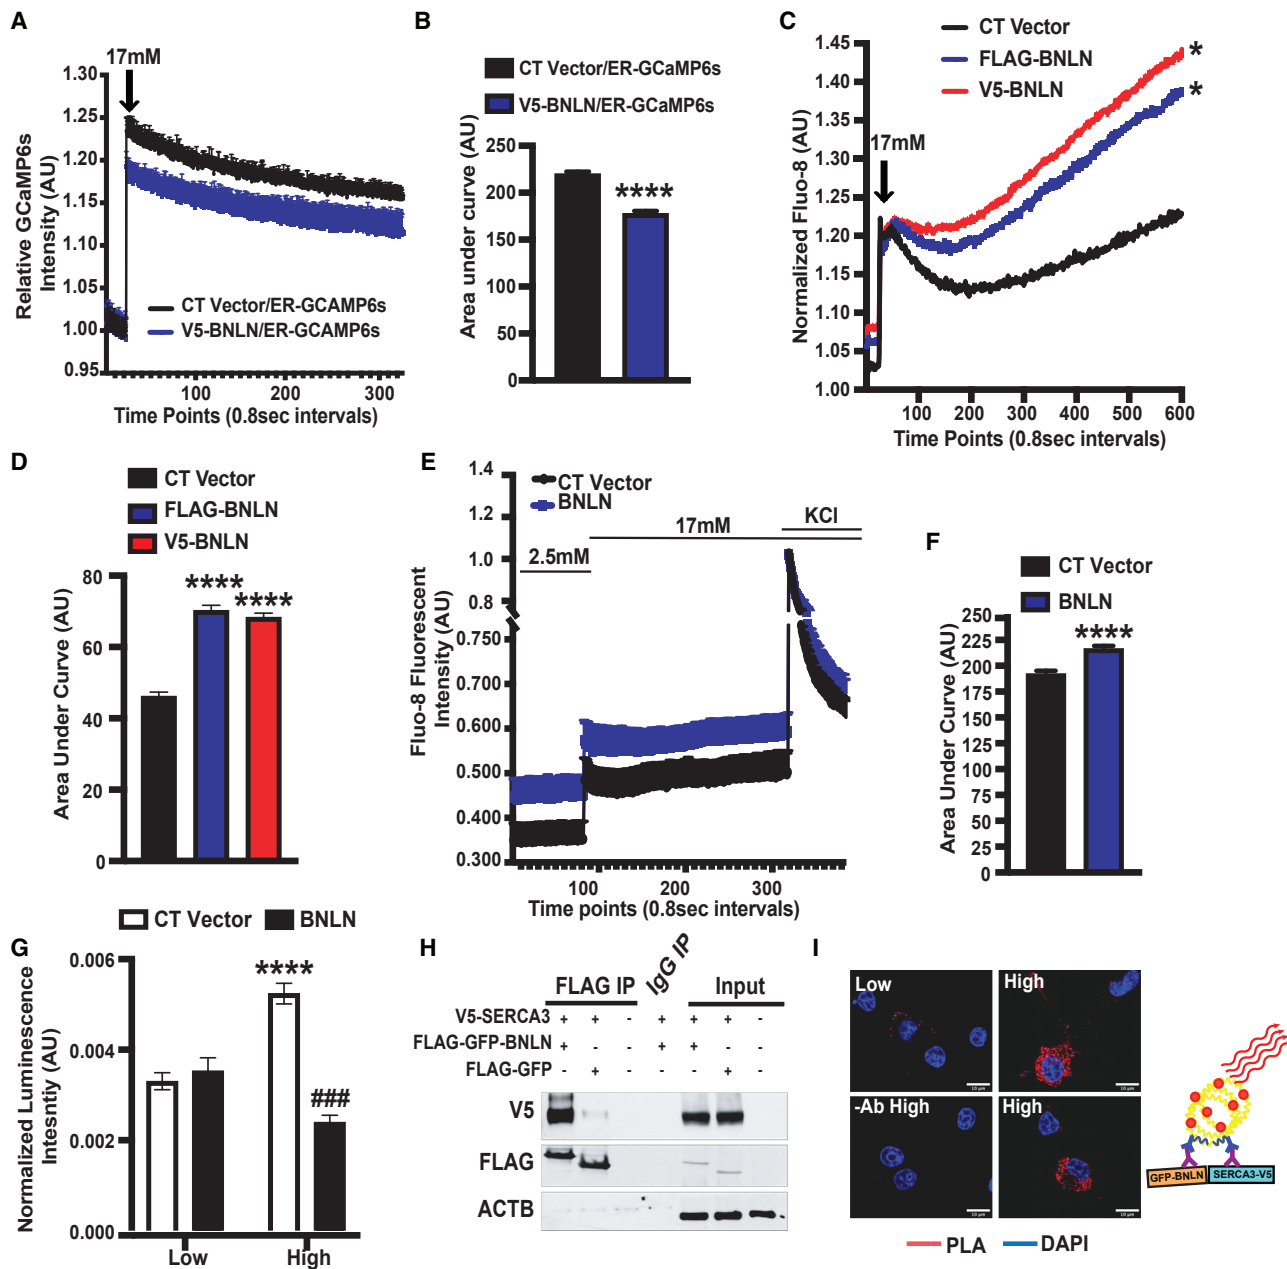 A
17mM
1.30
1.25
1.20
1.10
1.00
0.95
Relative GCaMP6s
Intensity (AU)
CT Vector/ER-GCAMP6s
V5-BNLN/ER-GCAMP6s
100
200
300
Time Points (0.8sec intervals)
B
CT Vector/ER-GCaMP6s
V5-BNLN/ER-GCaMP6s
250
200
150
100
50
0
Area under curve (AU)
****
C
CT Vector
FLAG-BNLN
V5-BNLN
1.45
1.40
1.35
1.30
1.25
1.20
1.15
1.10
1.05
1.00
Normalized Fluo-8 (AU)
17mM
*
*
100
200
300
400
500
600
Time Points (0.8sec intervals)
D
CT Vector
FLAG-BNLN
V5-BNLN
80
60
40
20
0
Area Under Curve (AU)
****
****
E
1.4
1.2
1.0
0.8
0.750
0.700
0.600
0.500
0.400
0.300
Fluo-8 Fluorescent
Intensity (AU)
CT Vector
BNLN
2.5mM
17mM
KCl
100
200
300
Time points (0.8sec intervals)
F
CT Vector
BNLN
250
225
200
175
150
125
100
75
50
25
0
Area Under Curve (AU)
****
G
CT Vector
BNLN
0.006
0.004
0.002
0.000
Normalized Luminescence
Intesntiy (AU)
****
###
Low
High
H
FLAG IP
IgG IP
Input
V5-SERCA3 + + - + + + -
FLAG-GFP-BNLN + - - + + - -
FLAG-GFP - + - - - + -
V5
FLAG
ACTB
I
Low
High
-Ab High
High
10 µm
10 µm
10 µm
10 µm
GFP-BNLN
SERCA3-V5
PLA
DAPI